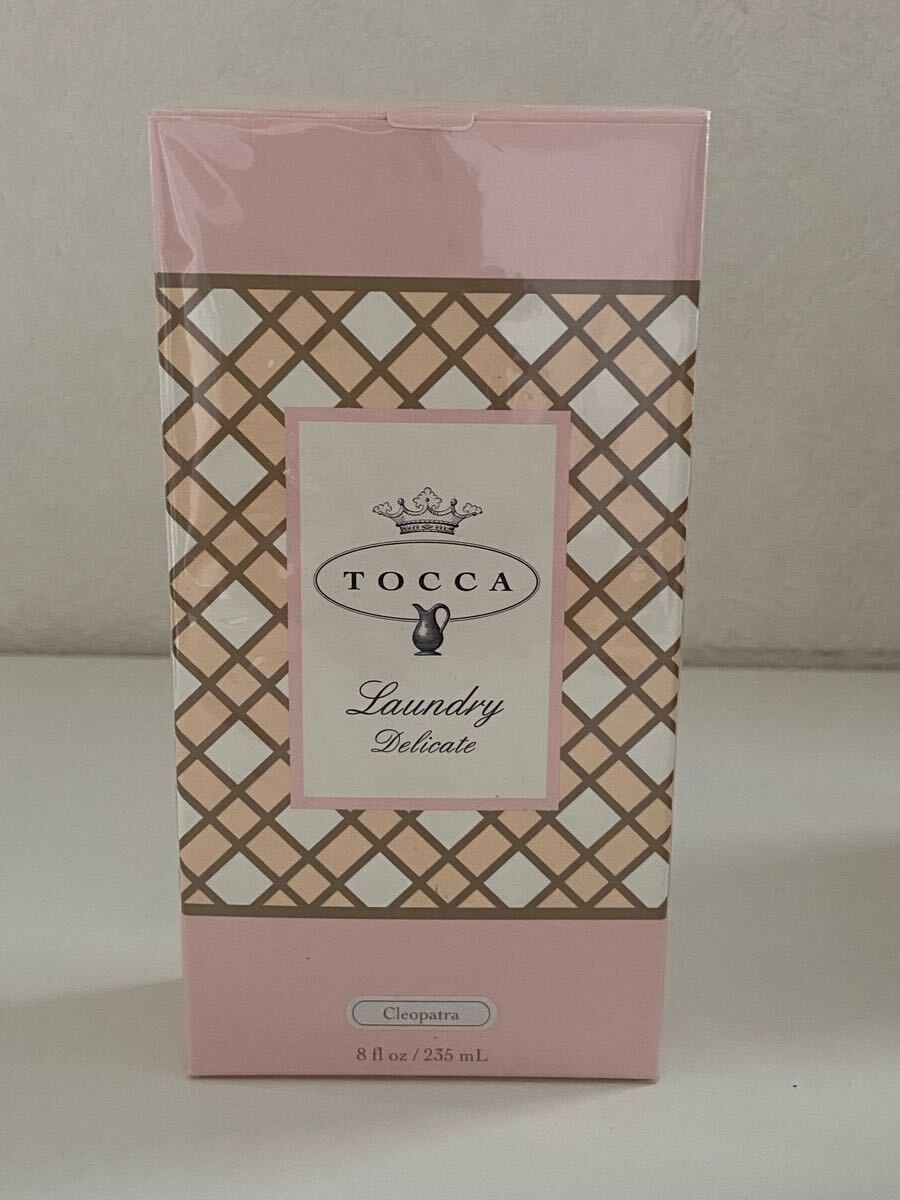 TOCCA
Laundry
Delicate
Cleopatra
8 fl oz / 235 mL